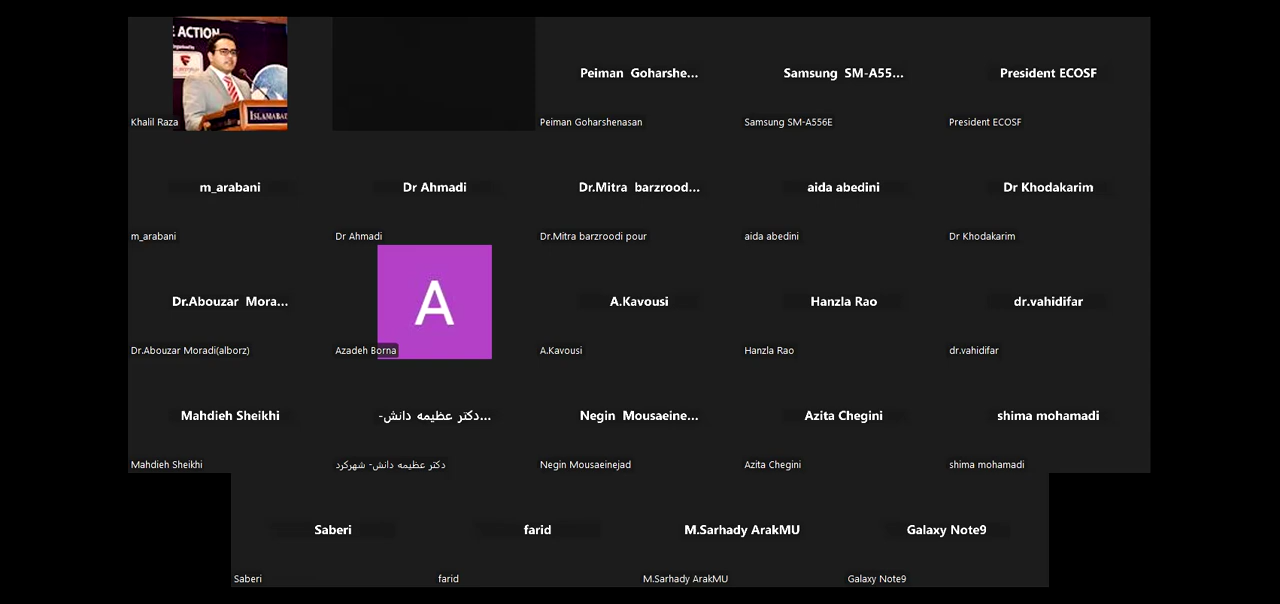 E ACTION
ISLAMABAD
Khalil Raza
Peiman Goharshe...
Peiman Goharshenasan
Samsung SM-A55...
Samsung SM-A556E
President ECOSF
President ECOSF
m_arabani
m_arabani
Dr Ahmadi
Dr Ahmadi
Dr.Mitra barzrood...
Dr.Mitra barzroodi pour
aida abedini
aida abedini
Dr Khodakarim
Dr Khodakarim
Dr.Abouzar Mora...
Dr.Abouzar Moradi(alborz)
A
Azadeh Borna
A.Kavousi
A.Kavousi
Hanzla Rao
Hanzla Rao
dr.vahidifar
dr.vahidifar
Mahdieh Sheikhi
Mahdieh Sheikhi
دکتر عظیمه دانش-...
دکتر عظیمه دانش- شهرکرد
Negin Mousaeine...
Negin Mousaeinejad
Azita Chegini
Azita Chegini
shima mohamadi
shima mohamadi
Saberi
Saberi
farid
farid
M.Sarhady ArakMU
M.Sarhady ArakMU
Galaxy Note9
Galaxy Note9